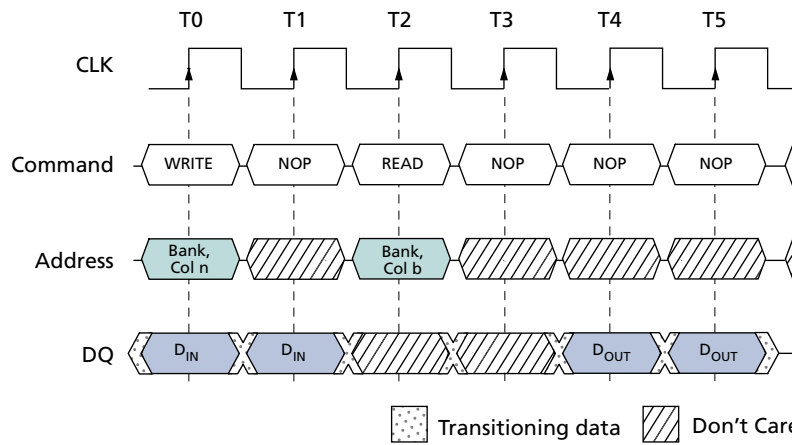 T0 T1 T2 T3 T4 T5
CLK
Command WRITE NOP READ NOP NOP NOP
Address Bank, Col n Bank, Col b
DQ DIN DIN DOUT DOUT
Transitioning data Don't Care